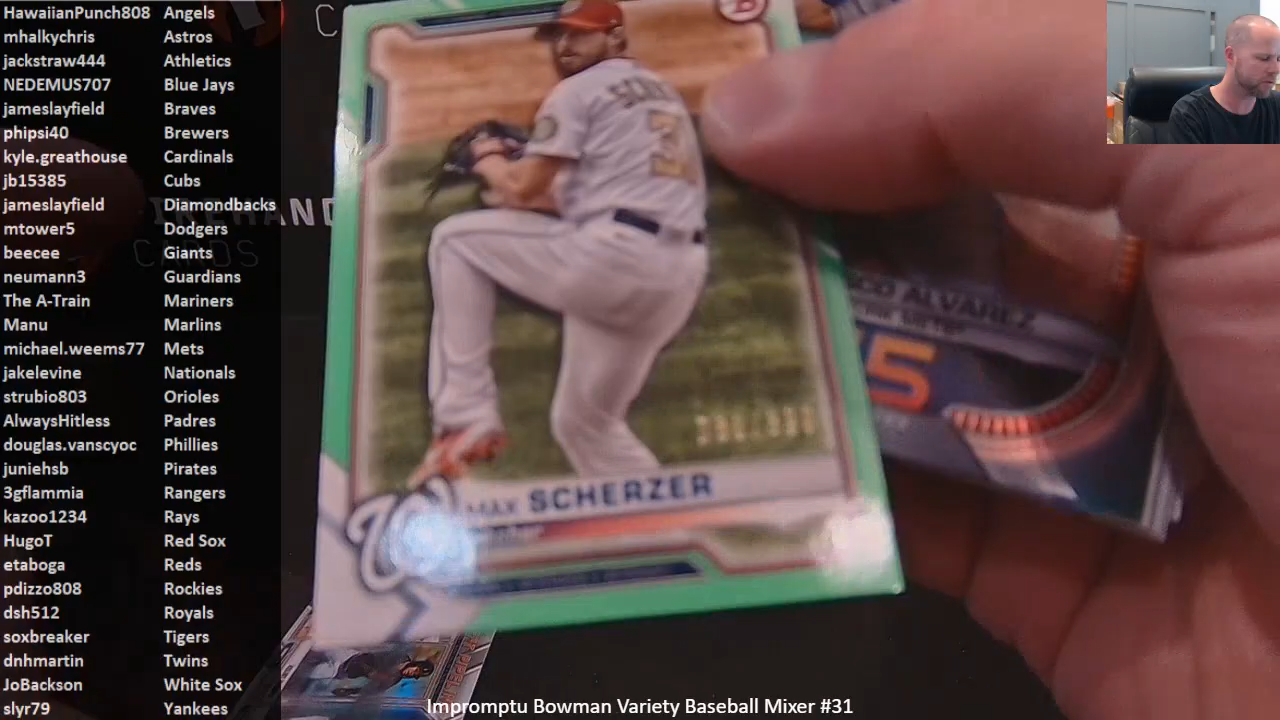 HawaiianPunch808 Angels
mhalkychris Astros
jackstraw444 Athletics
NEDEMUS707 Blue Jays
jameslayfield Braves
phipsi40 Brewers
kyle.greathouse Cardinals
jb15385 Cubs
jameslayfield Diamondbacks
mtower5 Dodgers
beecee Giants
neumann3 Guardians
The A-Train Mariners
Manu Marlins
michael.weems77 Mets
jakelevine Nationals
strubio803 Orioles
AlwaysHitless Padres
douglas.vanscyoc Phillies
juniehsb Pirates
3gflammia Rangers
kazoo1234 Rays
HugoT Red Sox
etaboga Reds
pdizzo808 Rockies
dsh512 Royals
soxbreaker Tigers
dnhmartin Twins
JoBackson White Sox
slyr79 Yankees
CARDS
MAX SCHERZER
ALVAREZ
Impromptu Bowman Variety Baseball Mixer #31